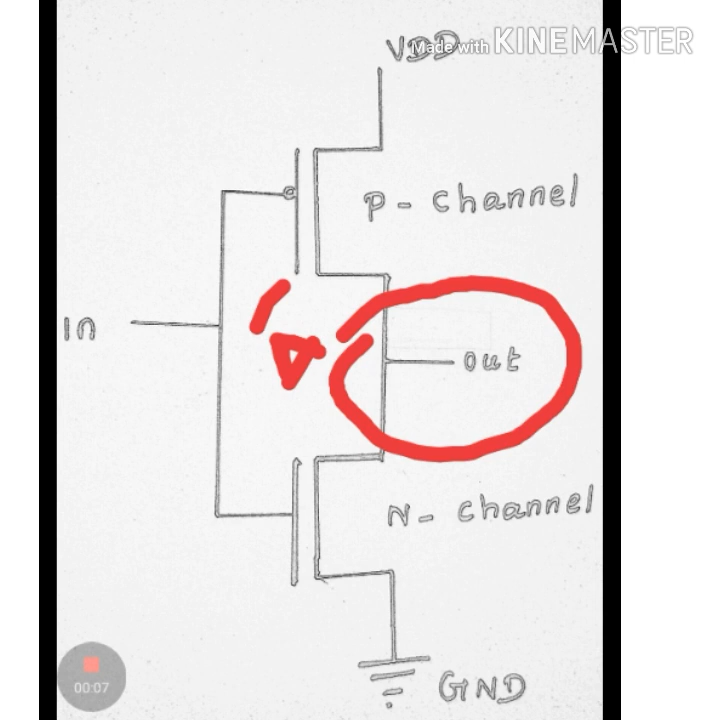 VDD
Made with KINEMASTER
P - Channel
In
out
N - Channel
GND
00:07